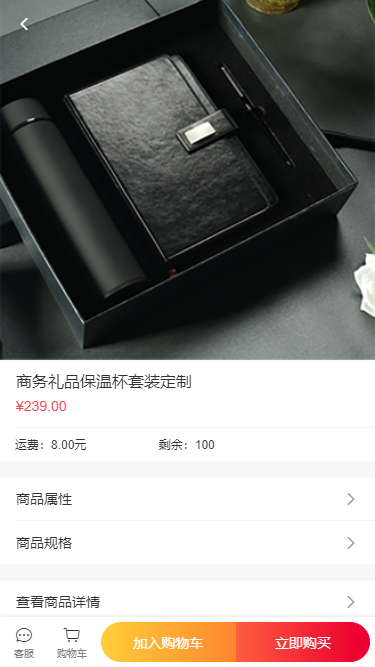 商务礼品保温杯套装定制
¥239.00
运费：8.00元 剩余：100
商品属性
商品规格
查看商品详情
客服 购物车 加入购物车 立即购买